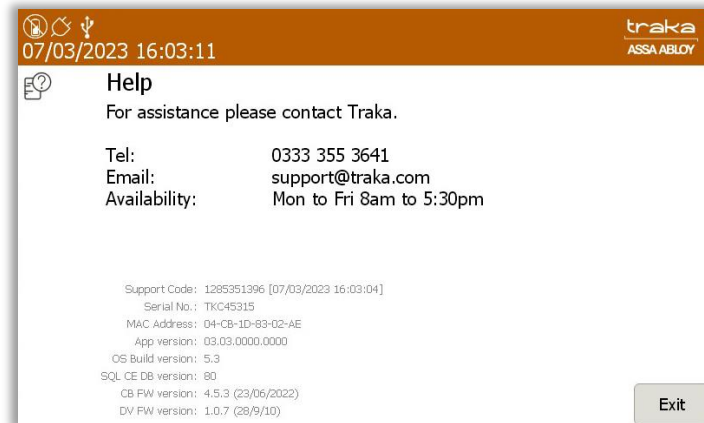 traka
07/03/2023 16:03:11
ASSA ABLOY
Help
For assistance please contact Traka.
Tel: 0333 355 3641
Email: support@traka.com
Availability: Mon to Fri 8am to 5:30pm
Support Code: 1285351396 [07/03/2023 16:03:04]
Serial No.: TKC45315
MAC Address: 04-CB-1D-83-02-AE
App version: 03.03.0000.0000
OS Build version: 5.3
SQL CE DB version: 80
CB FW version: 4.5.3 (23/06/2022)
DV FW version: 1.0.7 (28/9/10)
Exit